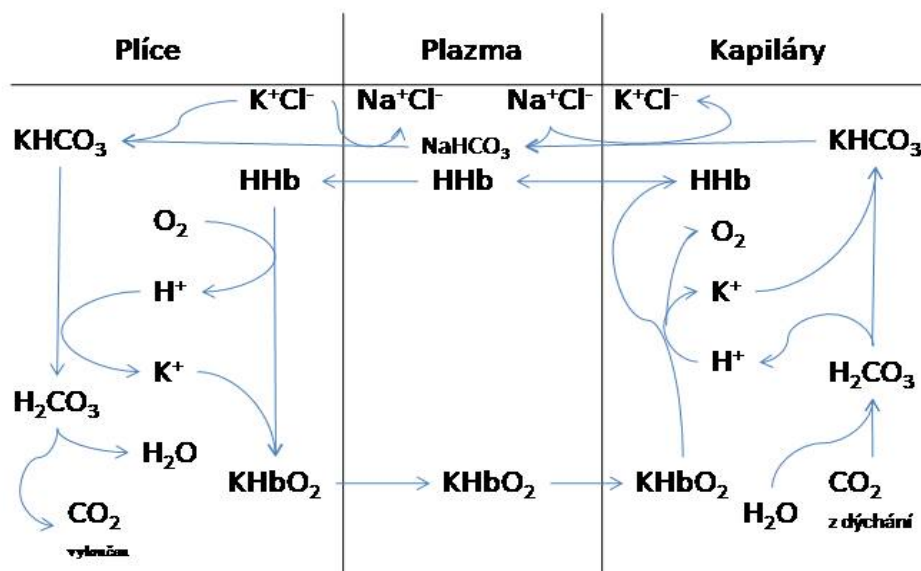 Plíce Plazma Kapiláry
K⁺Cl⁻ Na⁺Cl⁻ Na⁺Cl⁻ K⁺Cl⁻
KHCO₃ NaHCO₃ KHCO₃
HHb HHb HHb
O₂ O₂
H⁺ K⁺
K⁺ H⁺
H₂CO₃ H₂CO₃
H₂O
KHbO₂ KHbO₂ KHbO₂ CO₂
CO₂ H₂O z dýchání